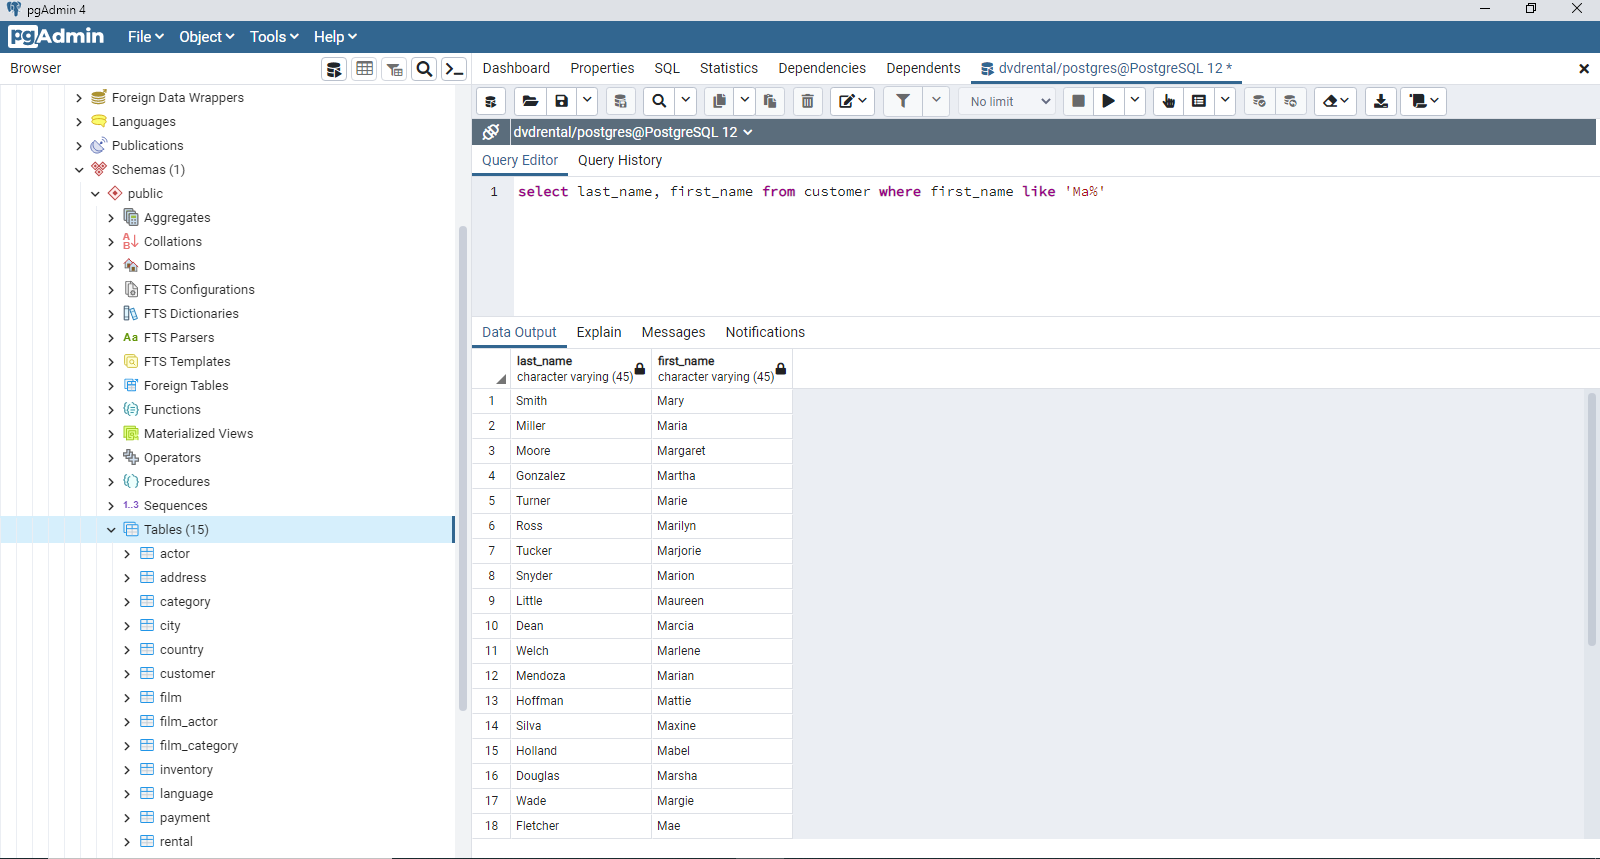 pgAdmin 4
pgAdmin File Object Tools Help
Browser
Dashboard Properties SQL Statistics Dependencies Dependents dvdrental/postgres@PostgreSQL 12 *
No limit
dvdrental/postgres@PostgreSQL 12
Query Editor Query History
1 select last_name, first_name from customer where first_name like 'Ma%'
Foreign Data Wrappers
Languages
Publications
Schemas (1)
public
Aggregates
Collations
Domains
FTS Configurations
FTS Dictionaries
Aa FTS Parsers
FTS Templates
Foreign Tables
Functions
Materialized Views
Operators
Procedures
1..3 Sequences
Tables (15)
actor
address
category
city
country
customer
film
film_actor
film_category
inventory
language
payment
rental
Data Output Explain Messages Notifications
last_name first_name
character varying (45) character varying (45)
1 Smith Mary
2 Miller Maria
3 Moore Margaret
4 Gonzalez Martha
5 Turner Marie
6 Ross Marilyn
7 Tucker Marjorie
8 Snyder Marion
9 Little Maureen
10 Dean Marcia
11 Welch Marlene
12 Mendoza Marian
13 Hoffman Mattie
14 Silva Maxine
15 Holland Mabel
16 Douglas Marsha
17 Wade Margie
18 Fletcher Mae